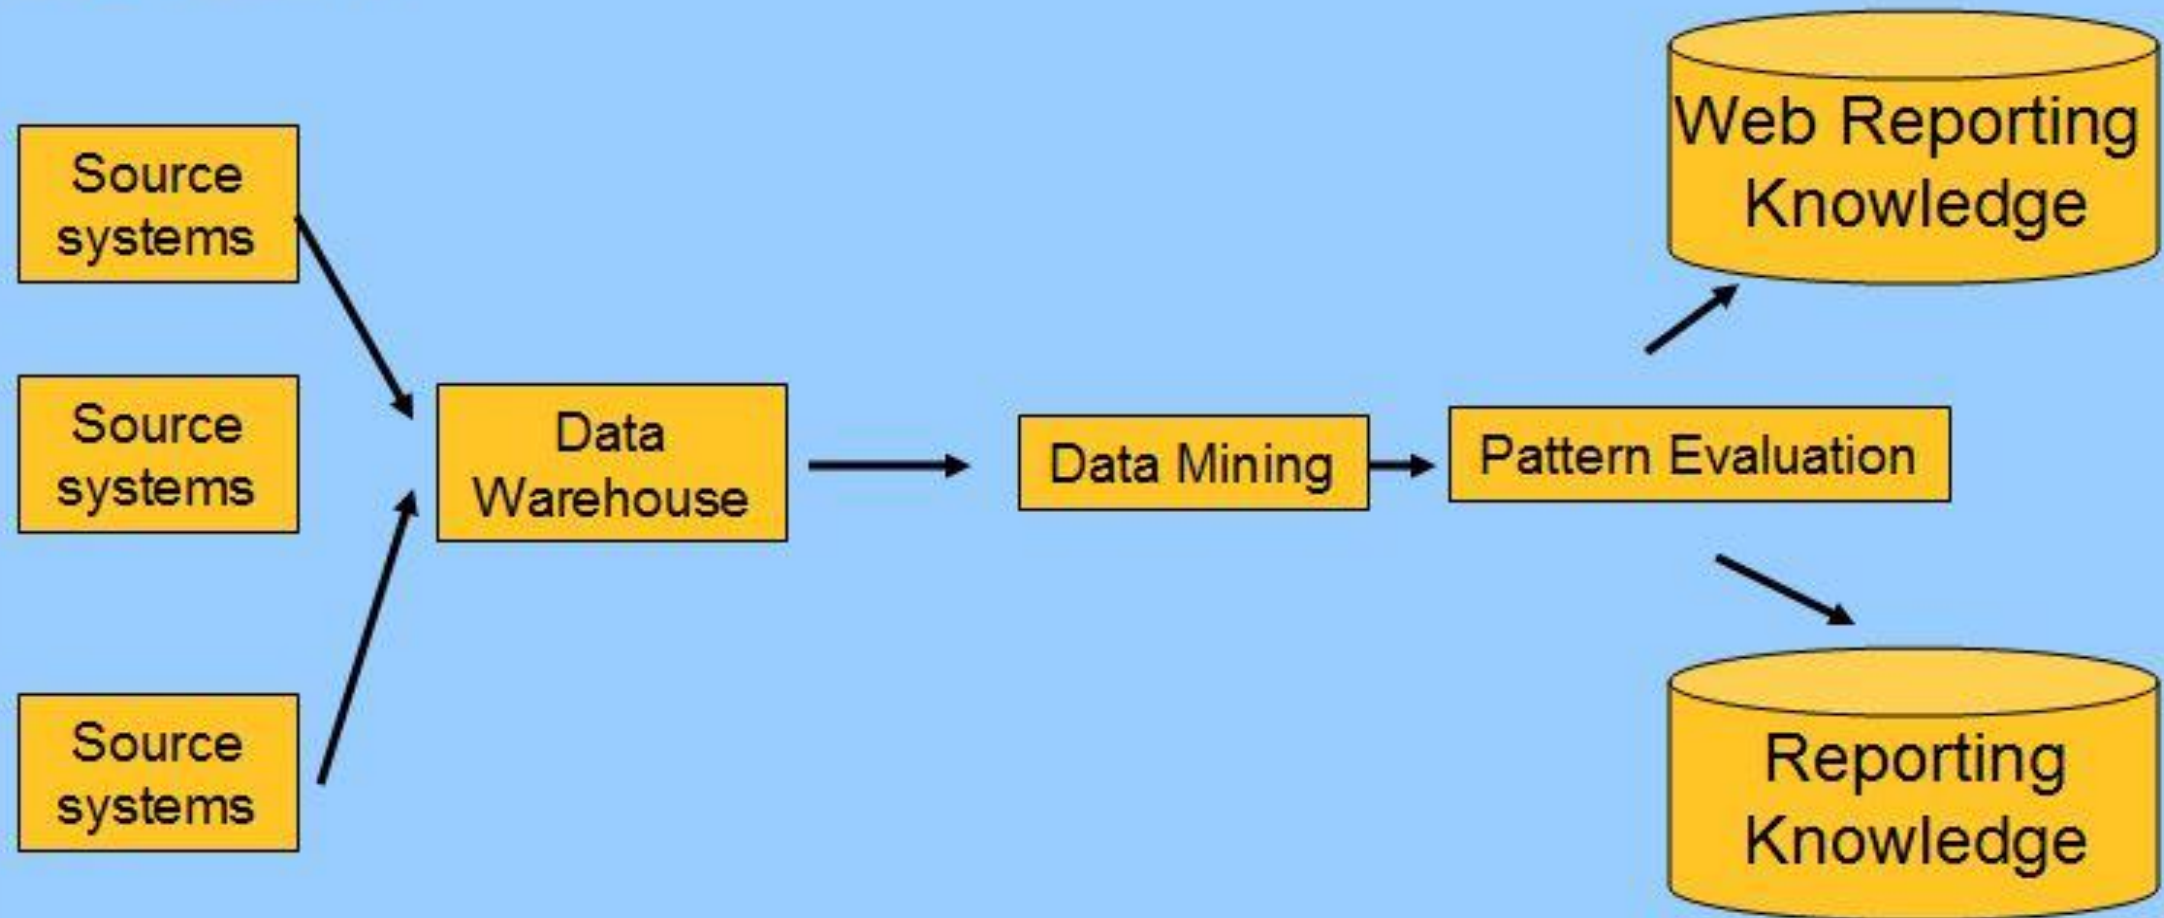 Source
systems
Source
systems
Source
systems
Data
Warehouse
Data Mining
Pattern Evaluation
Web Reporting
Knowledge
Reporting
Knowledge